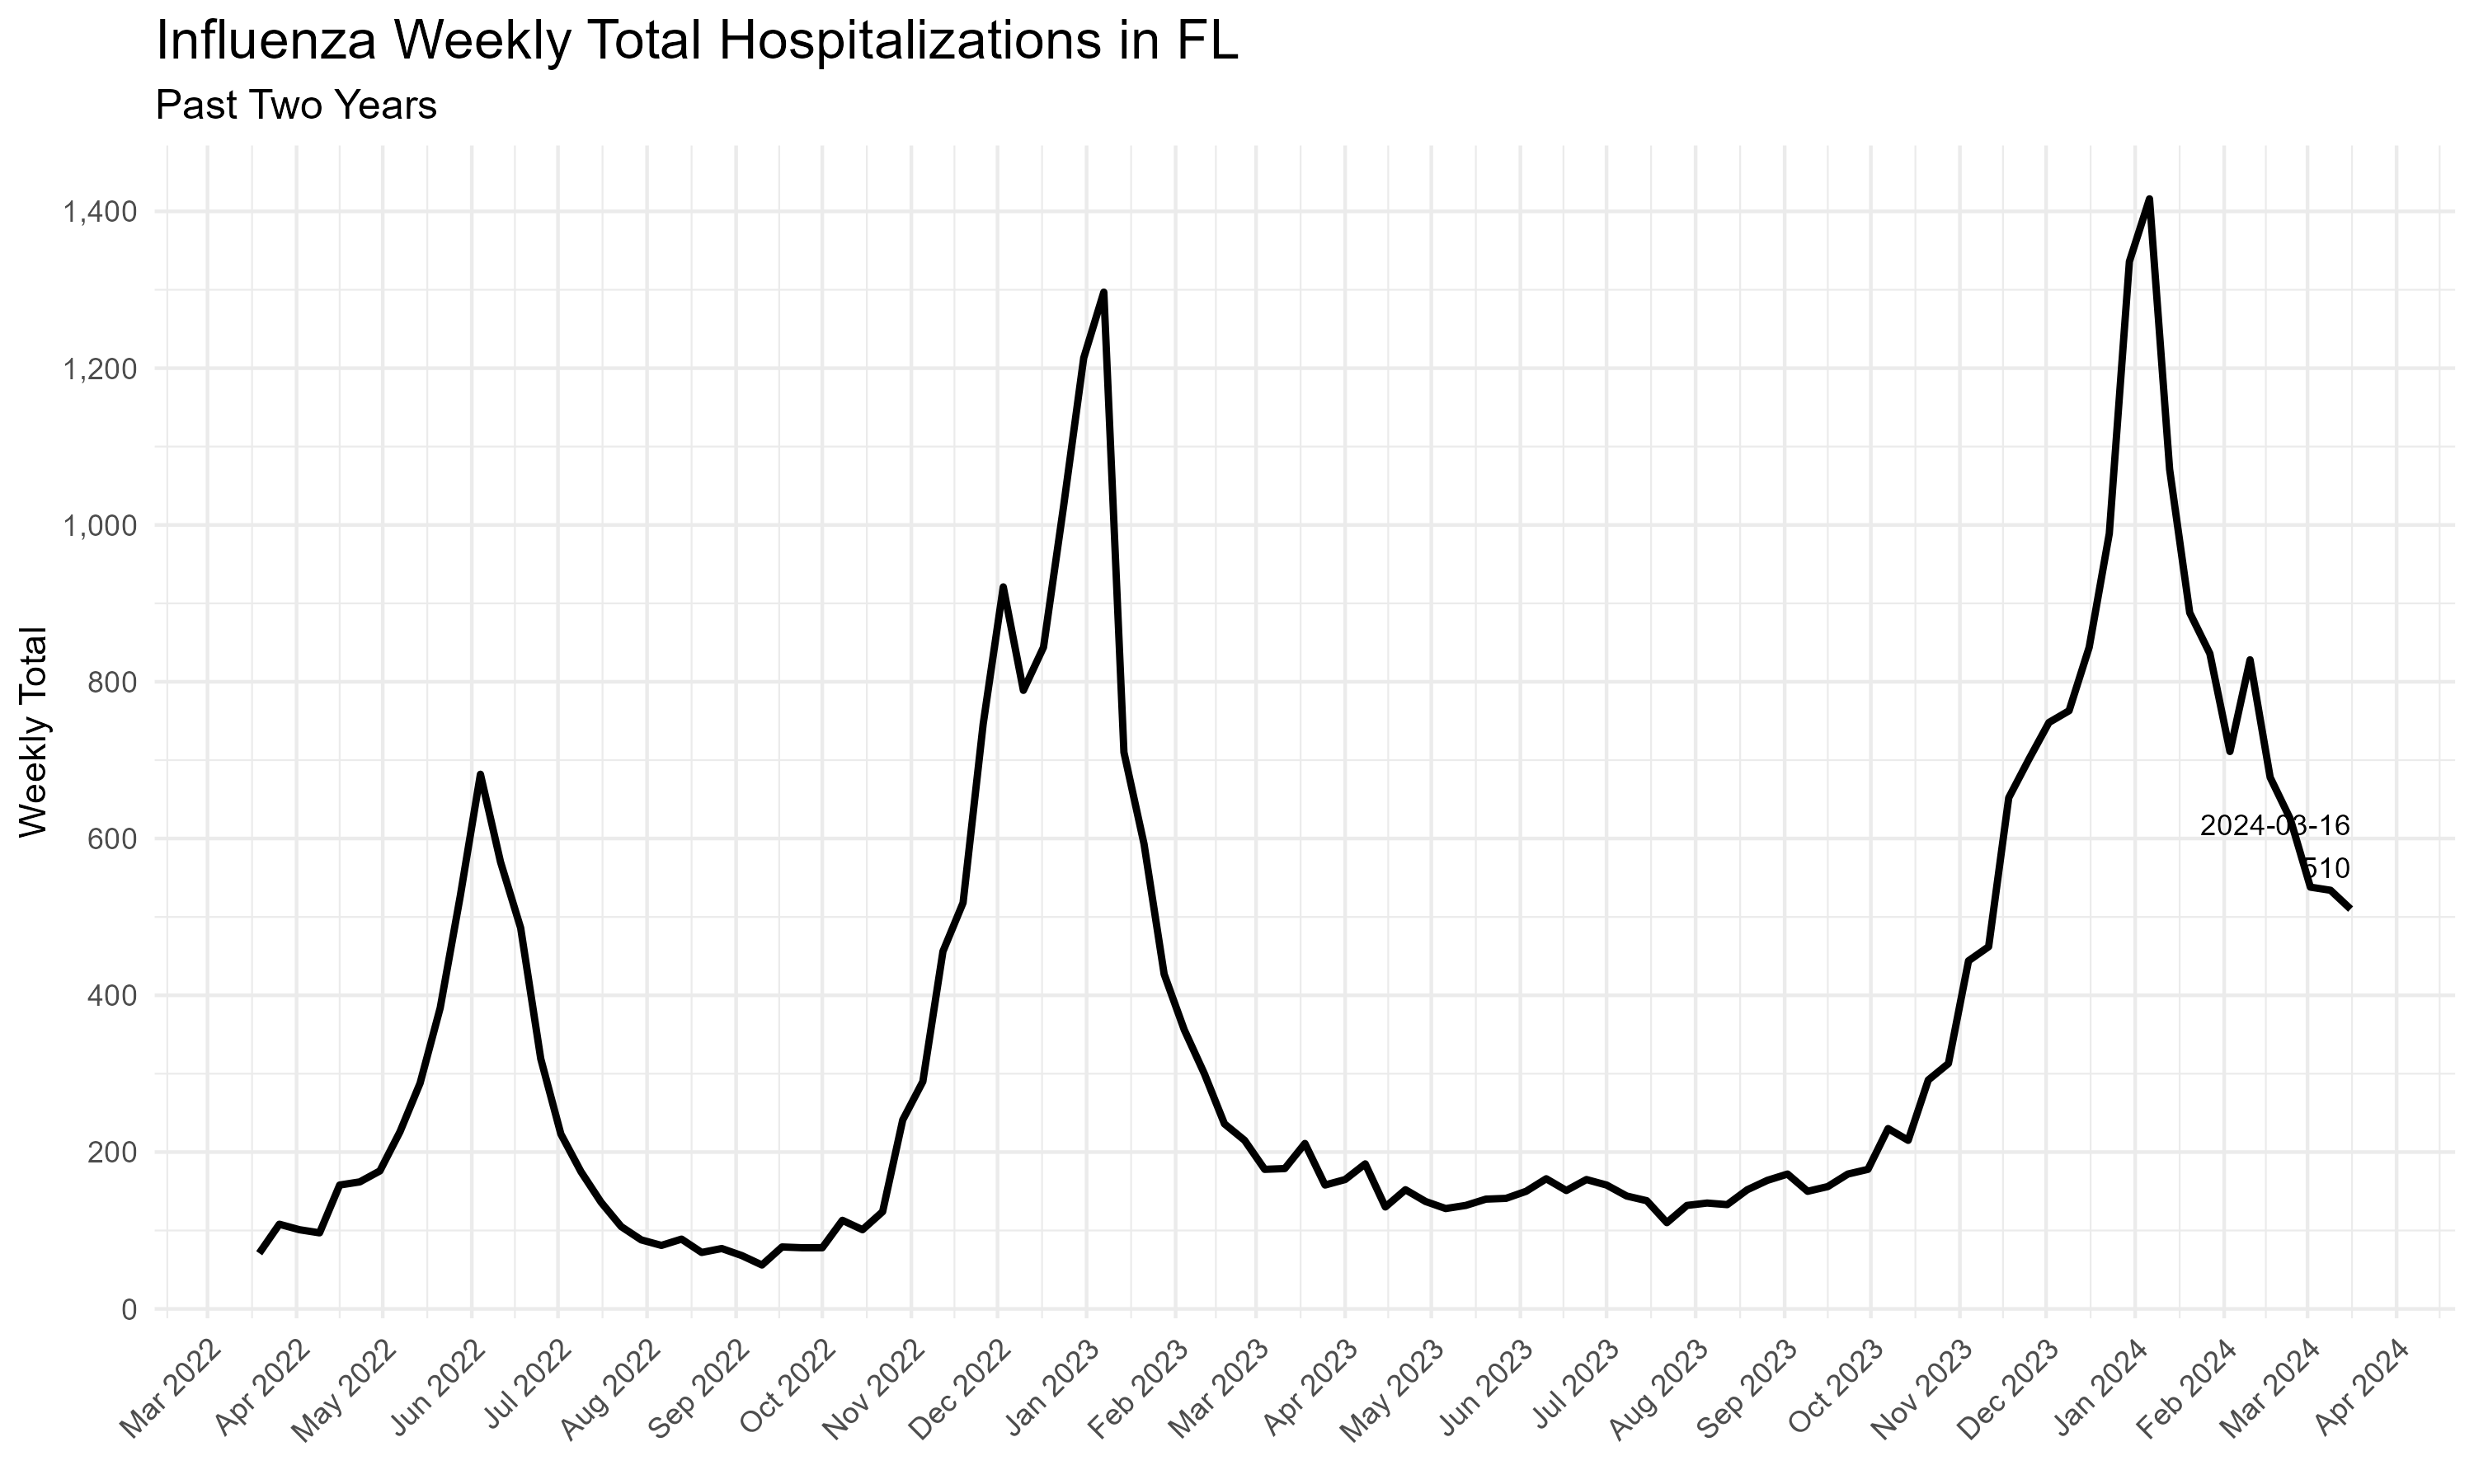 Influenza Weekly Total Hospitalizations in FL
Past Two Years
1,400
1,200
1,000
800
600
400
200
0
Weekly Total
2024-03-16
510
Mar 2022
Apr 2022
May 2022
Jun 2022
Jul 2022
Aug 2022
Sep 2022
Oct 2022
Nov 2022
Dec 2022
Jan 2023
Feb 2023
Mar 2023
Apr 2023
May 2023
Jun 2023
Jul 2023
Aug 2023
Sep 2023
Oct 2023
Nov 2023
Dec 2023
Jan 2024
Feb 2024
Mar 2024
Apr 2024